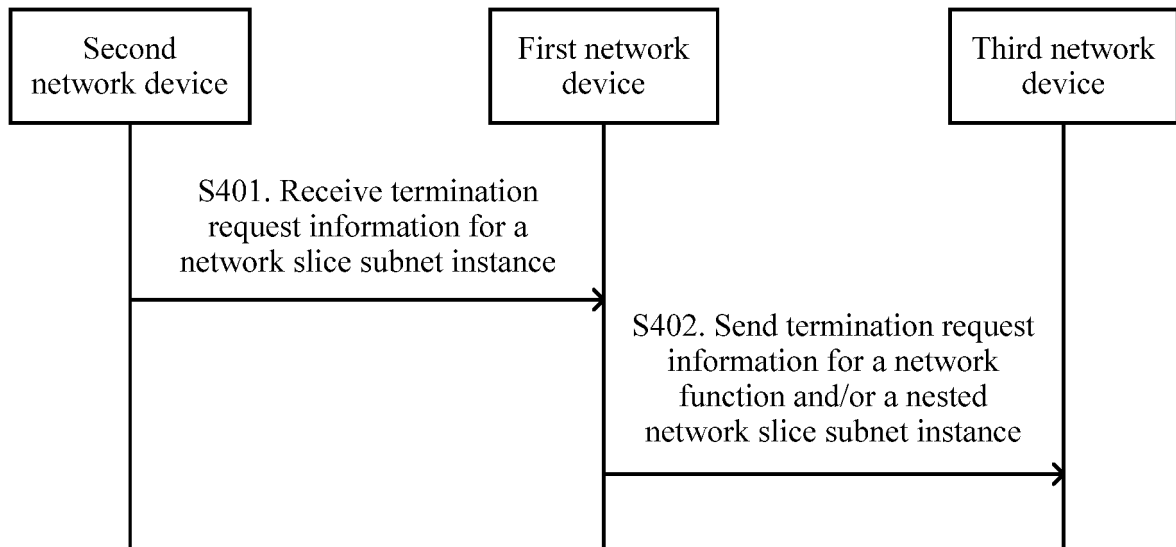 Second
network device
First network
device
Third network
device
S401. Receive termination
request information for a
network slice subnet instance
S402. Send termination request
information for a network
function and/or a nested
network slice subnet instance